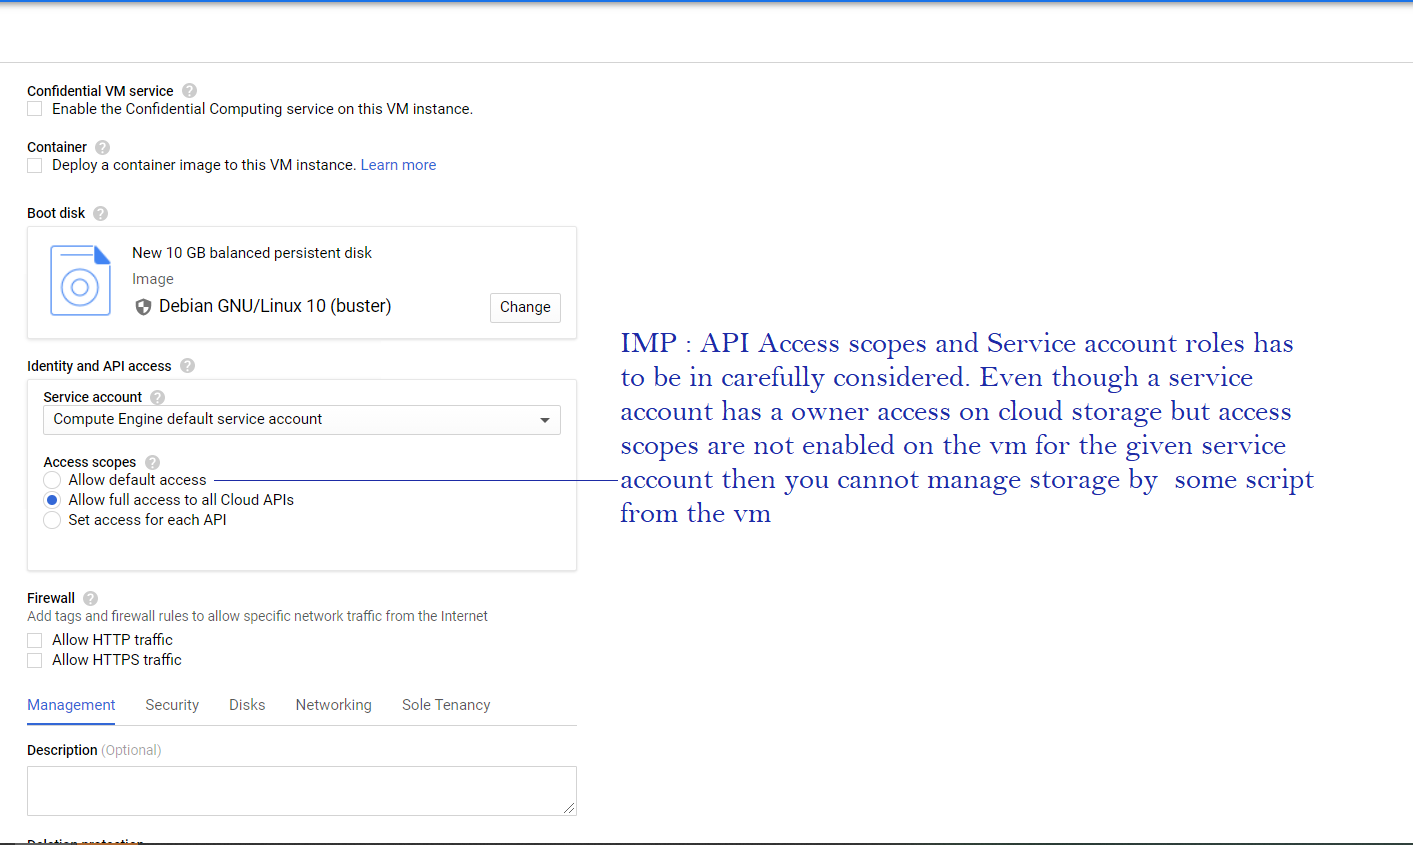 Confidential VM service
Enable the Confidential Computing service on this VM instance.
Container
Deploy a container image to this VM instance. Learn more
Boot disk
New 10 GB balanced persistent disk
Image
Debian GNU/Linux 10 (buster)
Change
Identity and API access
Service account
Compute Engine default service account
Access scopes
Allow default access
Allow full access to all Cloud APIs
Set access for each API
IMP : API Access scopes and Service account roles has
to be in carefully considered. Even though a service
account has a owner access on cloud storage but access
scopes are not enabled on the vm for the given service
account then you cannot manage storage by some script
from the vm
Firewall
Add tags and firewall rules to allow specific network traffic from the Internet
Allow HTTP traffic
Allow HTTPS traffic
Management Security Disks Networking Sole Tenancy
Description (Optional)